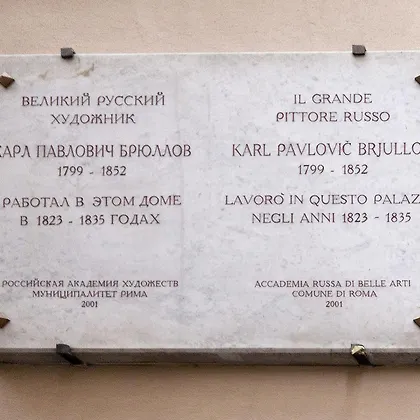 ВЕЛИКИЙ РУССКИЙ
ХУДОЖНИК
КАРЛ ПАВЛОВИЧ БРЮЛЛОВ
1799 - 1852
РАБОТАЛ В ЭТОМ ДОМЕ
В 1823 - 1835 ГОДАХ
РОССИЙСКАЯ АКАДЕМИЯ ХУДОЖЕСТВ
МУНИЦИПАЛИТЕТ РИМА
2001
IL GRANDE
PITTORE RUSSO
KARL PAVLOVIČ BRJULLO
1799 - 1852
LAVORO' IN QUESTO PALAZ
NEGLI ANNI 1823 - 1835
ACCADEMIA RUSSA DI BELLE ARTI
COMUNE DI ROMA
2001